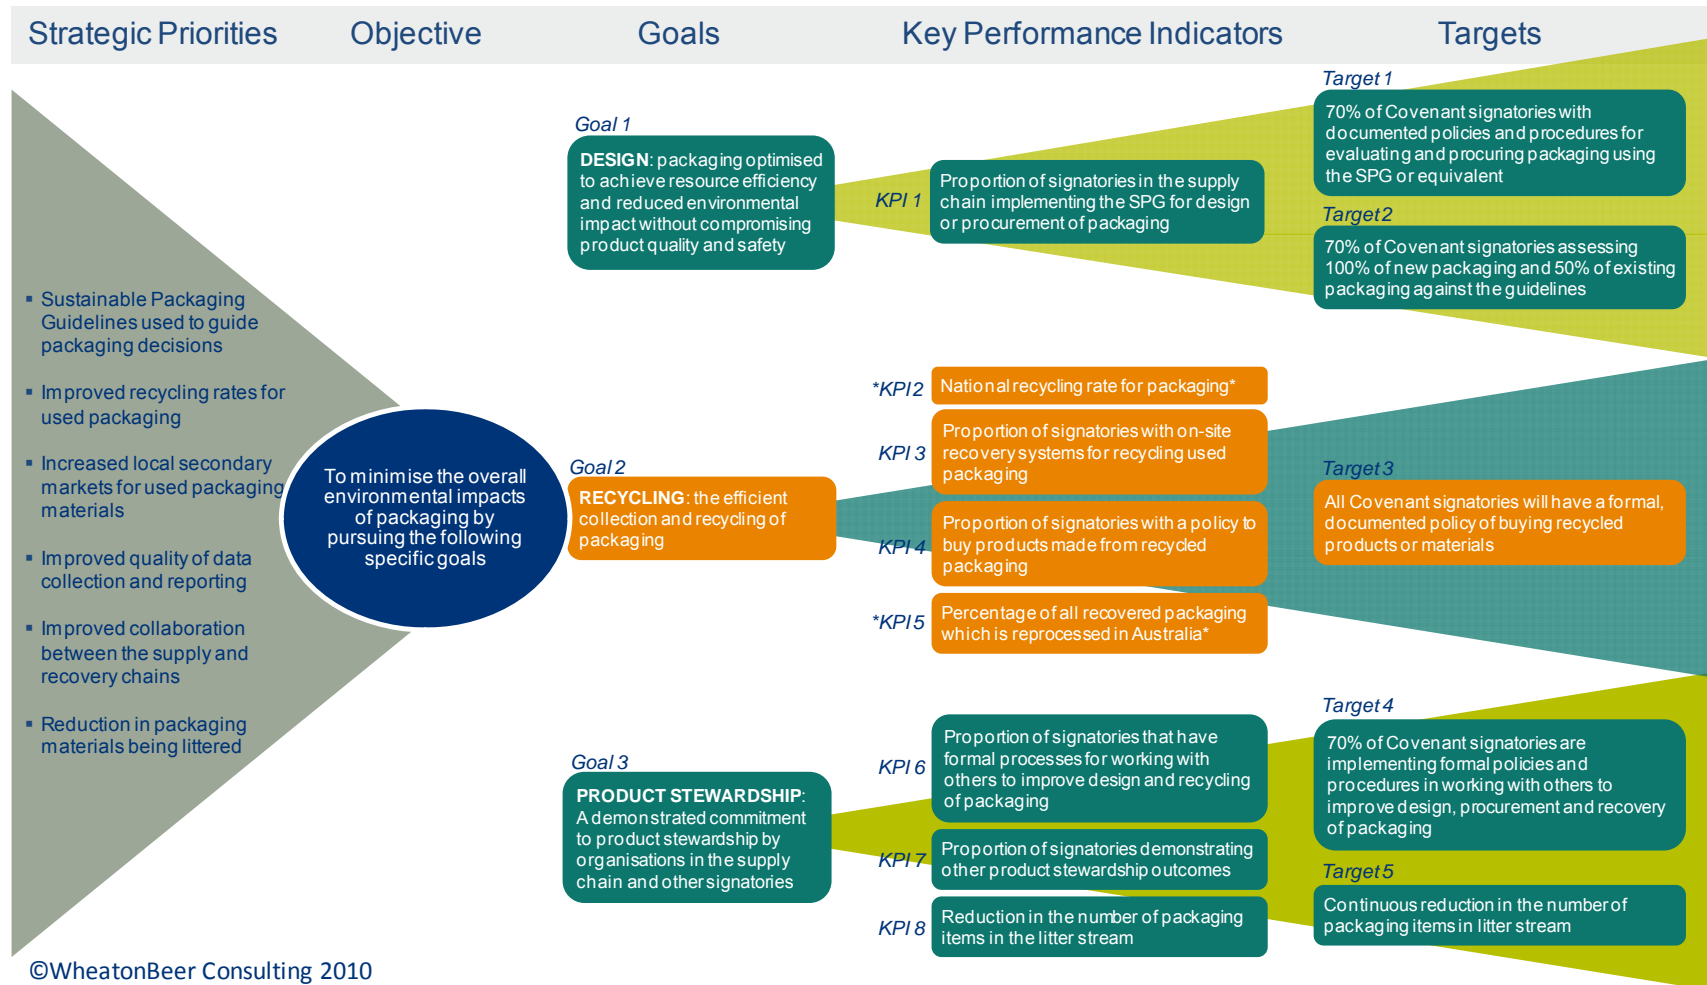 Strategic Priorities
Objective
Goals
Key Performance Indicators
Targets
▪ Sustainable Packaging
Guidelines used to guide
packaging decisions
▪ Improved recycling rates for
used packaging
▪ Increased local secondary
markets for used packaging
materials
▪ Improved quality of data
collection and reporting
▪ Improved collaboration
between the supply and
recovery chains
▪ Reduction in packaging
materials being littered
To minimise the overall
environmental impacts
of packaging by
pursuing the following
specific goals
Goal 1
DESIGN: packaging optimised
to achieve resource efficiency
and reduced environmental
impact without compromising
product quality and safety
KPI 1
Proportion of signatories in the supply
chain implementing the SPG for design
or procurement of packaging
Target 1
70% of Covenant signatories with
documented policies and procedures for
evaluating and procuring packaging using
the SPG or equivalent
Target 2
70% of Covenant signatories assessing
100% of new packaging and 50% of existing
packaging against the guidelines
Goal 2
RECYCLING: the efficient
collection and recycling of
packaging
*KPI 2
National recycling rate for packaging*
KPI 3
Proportion of signatories with on-site
recovery systems for recycling used
packaging
KPI 4
Proportion of signatories with a policy to
buy products made from recycled
packaging
*KPI 5
Percentage of all recovered packaging
which is reprocessed in Australia*
Target 3
All Covenant signatories will have a formal,
documented policy of buying recycled
products or materials
Goal 3
PRODUCT STEWARDSHIP:
A demonstrated commitment
to product stewardship by
organisations in the supply
chain and other signatories
KPI 6
Proportion of signatories that have
formal processes for working with
others to improve design and recycling
of packaging
KPI 7
Proportion of signatories demonstrating
other product stewardship outcomes
KPI 8
Reduction in the number of packaging
items in the litter stream
Target 4
70% of Covenant signatories are
implementing formal policies and
procedures in working with others to
improve design, procurement and recovery
of packaging
Target 5
Continuous reduction in the number of
packaging items in litter stream
©WheatonBeer Consulting 2010